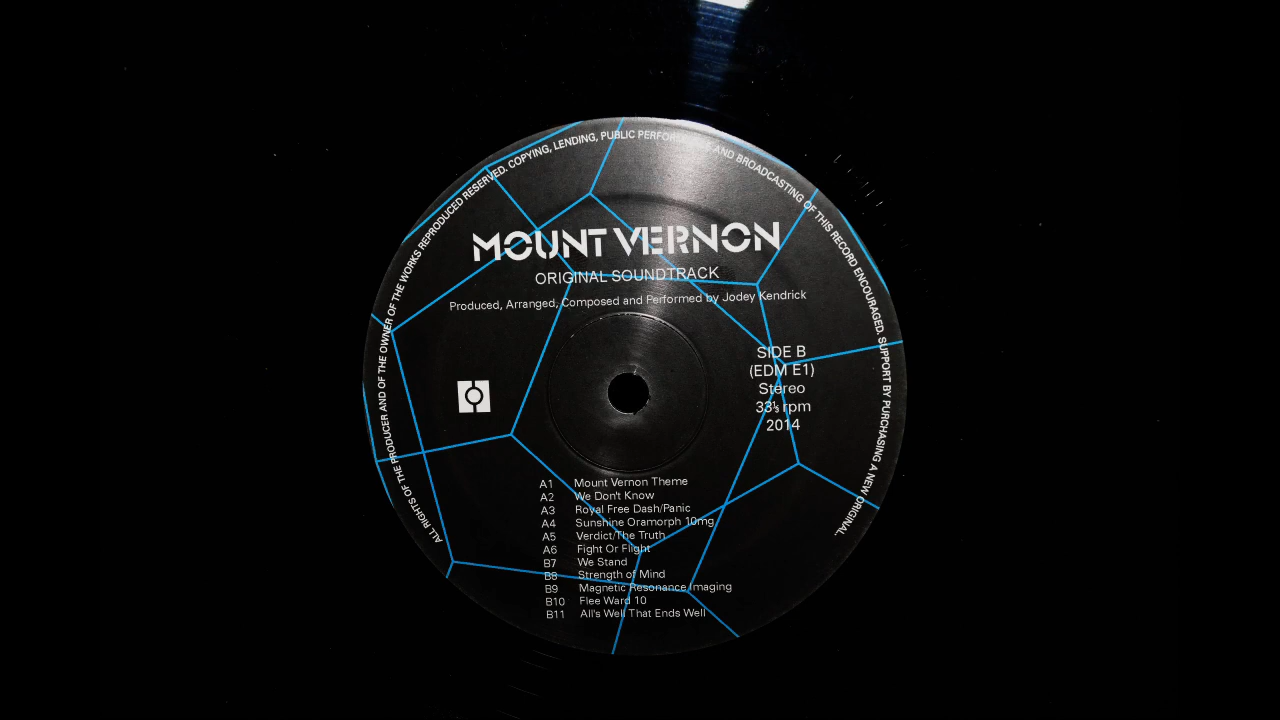 ALL RIGHTS OF THE PRODUCER AND OF THE OWNER OF THE WORKS REPRODUCED RESERVED. COPYING, LENDING, PUBLIC AND BROADCASTING OF THIS RECORD ENCOURAGED. SUPPORT BY PURCHASING A NEW ORIGINAL.
MOUNT VERNON
ORIGINAL SOUNDTRACK
Produced, Arranged, Composed and Performed by Jodey Kendrick
SIDE B
(EDM E1)
Stereo
33⅓ rpm
2014
A1 Mount Vernon Theme
A2 We Don't Know
A3 Royal Free Dash/Panic
A4 Sunshine Oramorph 10mg
A5 Verdict/The Truth
A6 Fight Or Flight
B7 We Stand
B8 Strength of Mind
B9 Magnetic Resonance Imaging
B10 Flee Ward 10
B11 All's Well That Ends Well